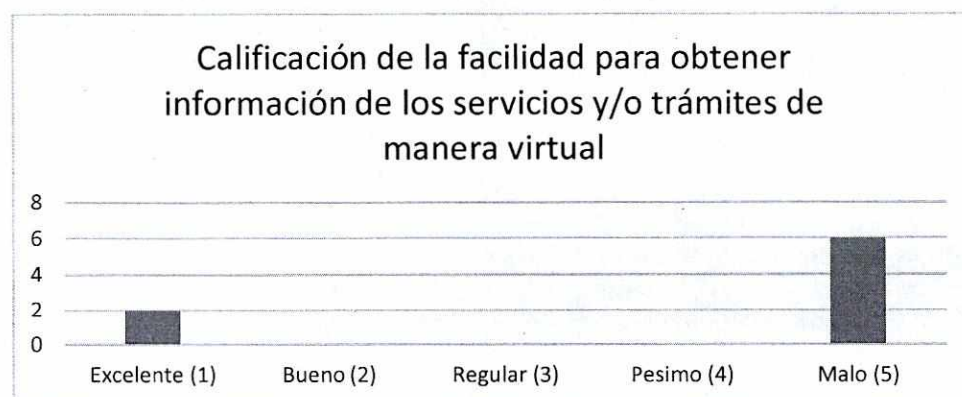 Calificación de la facilidad para obtener
información de los servicios y/o trámites de
manera virtual
8
6
4
2
0
Excelente (1) Bueno (2) Regular (3) Pesimo (4) Malo (5)